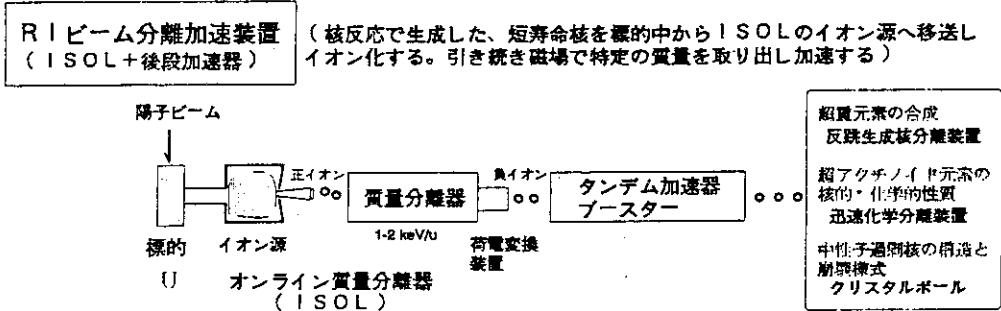 RIビーム分離加速装置
(ISOL+後段加速器)
(核反応で生成した、短寿命核を標的中からISOLのイオン源へ移送し
イオン化する。引き続き磁場で特定の質量を取り出し加速する)
陽子ビーム
標的
U
イオン源
正イオン
質量分離器
1-2 keV/u
負イオン
荷電変換
装置
オンライン質量分離器
(ISOL)
タンデム加速器
ブースター
超重元素の合成
反跳生成核分離装置
超アクチノイド元素の
核的・化学的性質
迅速化学分離装置
中性子過剰核の構造と
崩壊様式
クリスタルボール